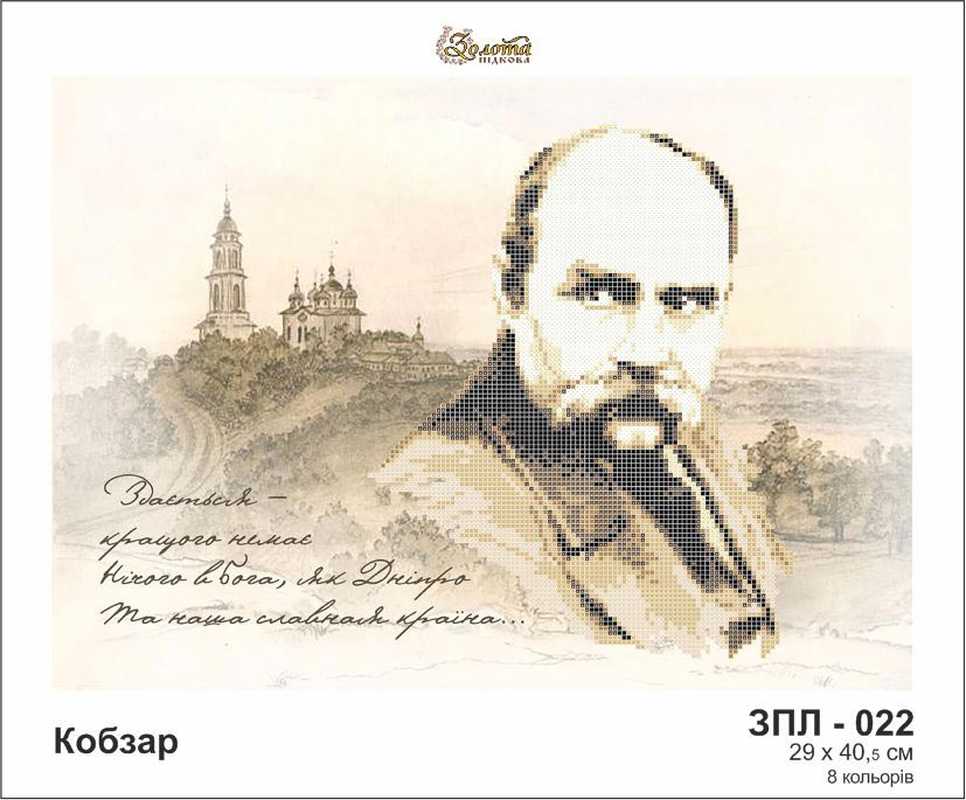 Золота
ПІДКОВА
Здається –
кращого немає
Нічого в Бога, як Дніпро
Та наша славная країна...
Кобзар
ЗПЛ - 022
29 х 40,5 см
8 кольорів